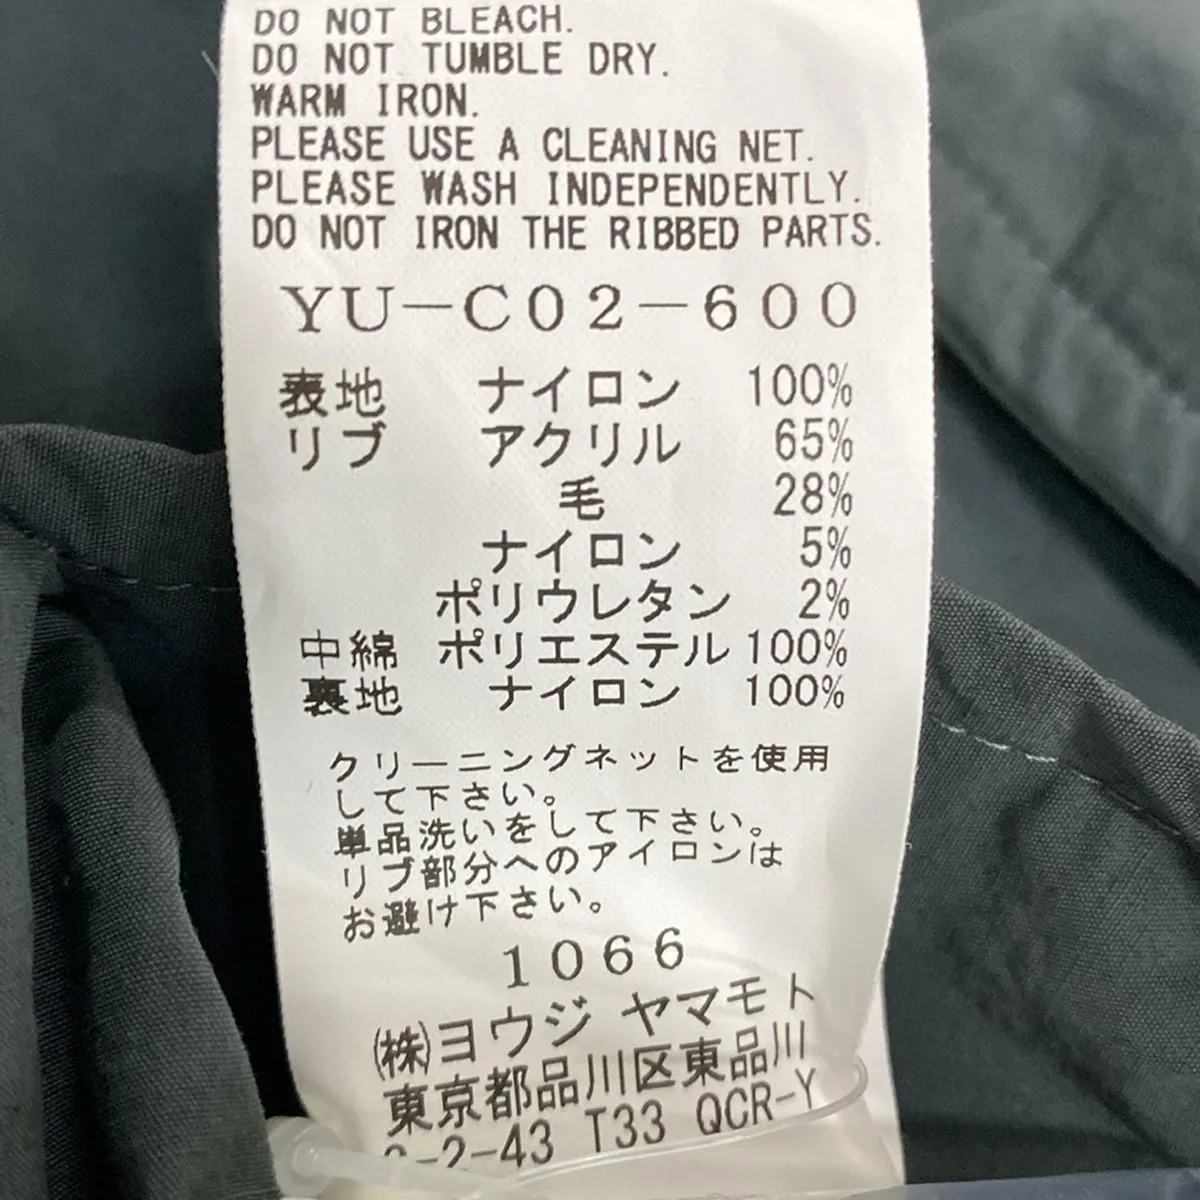 DO NOT BLEACH.
DO NOT TUMBLE DRY.
WARM IRON.
PLEASE USE A CLEANING NET.
PLEASE WASH INDEPENDENTLY.
DO NOT IRON THE RIBBED PARTS.
YU-C02-600
表地 ナイロン 100%
リブ アクリル 65%
毛 28%
ナイロン 5%
ポリウレタン 2%
中綿 ポリエステル 100%
裏地 ナイロン 100%
クリーニングネットを使用
して下さい。
単品洗いをして下さい。
リブ部分へのアイロンは
お避け下さい。
1066
(株)ヨウジ ヤマモト
東京都品川区東品川
-2-43 T33 QCR-Y